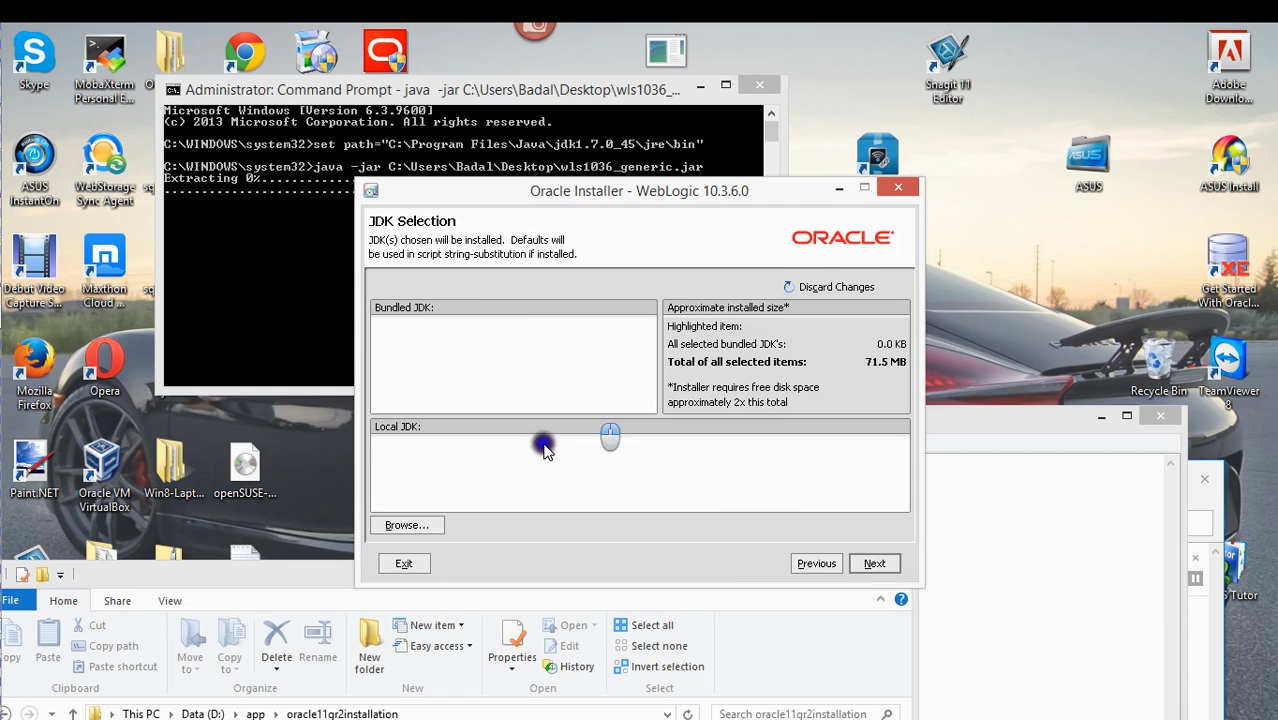 Skype
MobaXterm
Personal E...
Snagit 11
Editor
Adobe
Downlo...
Administrator: Command Prompt - java -jar C:\Users\Badal\Desktop\wls1036_...
Microsoft Windows [Version 6.3.9600]
(c) 2013 Microsoft Corporation. All rights reserved.
C:\WINDOWS\system32>set path="C:\Program Files\Java\jdk1.7.0_45\jre\bin"
C:\WINDOWS\system32>java -jar C:\Users\Badal\Desktop\wls1036_generic.jar
Extracting 0%...............
ASUS
InstantOn
WebStorage
Sync Agent
ASUS
ASUS
ASUS Install
Oracle Installer - WebLogic 10.3.6.0
JDK Selection
JDK(s) chosen will be installed. Defaults will
be used in script string-substitution if installed.
ORACLE
Discard Changes
Bundled JDK:
Approximate installed size*
Highlighted item:
All selected bundled JDK's: 0.0 KB
Total of all selected items: 71.5 MB
*Installer requires free disk space
approximately 2x this total
Local JDK:
Browse...
Exit
Previous
Next
Debut Video
Capture S...
Maxthon
Cloud ...
XE
Get Started
With Oracl...
Mozilla
Firefox
Opera
Recycle Bin
TeamViewer
8
Paint.NET
Oracle VM
VirtualBox
Win8-Lapt...
openSUSE-...
Tutor
File
Home
Share
View
Cut
Copy path
Paste shortcut
Paste
Clipboard
Move
to
Copy
to
Delete
Rename
Organize
New
folder
New item
Easy access
New
Properties
Open
Edit
History
Open
Select all
Select none
Invert selection
Select
This PC
Data (D:)
app
oracle11gr2installation
Search oracle11gr2installation